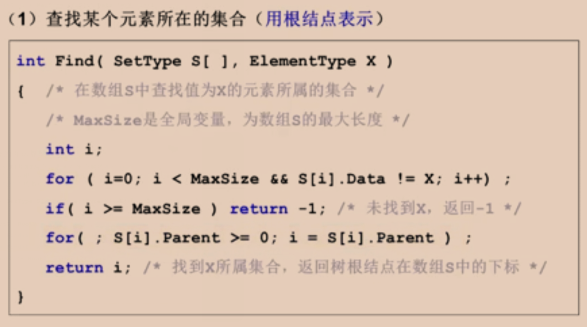 （1）查找某个元素所在的集合（用根结点表示）
int Find( SetType S[ ], ElementType X )
{ /* 在数组S中查找值为X的元素所属的集合 */
/* MaxSize是全局变量，为数组S的最大长度 */
int i;
for ( i=0; i < MaxSize && S[i].Data != X; i++) ;
if( i >= MaxSize ) return -1; /* 未找到X，返回-1 */
for( ; S[i].Parent >= 0; i = S[i].Parent ) ;
return i; /* 找到X所属集合，返回树根结点在数组S中的下标 */
}